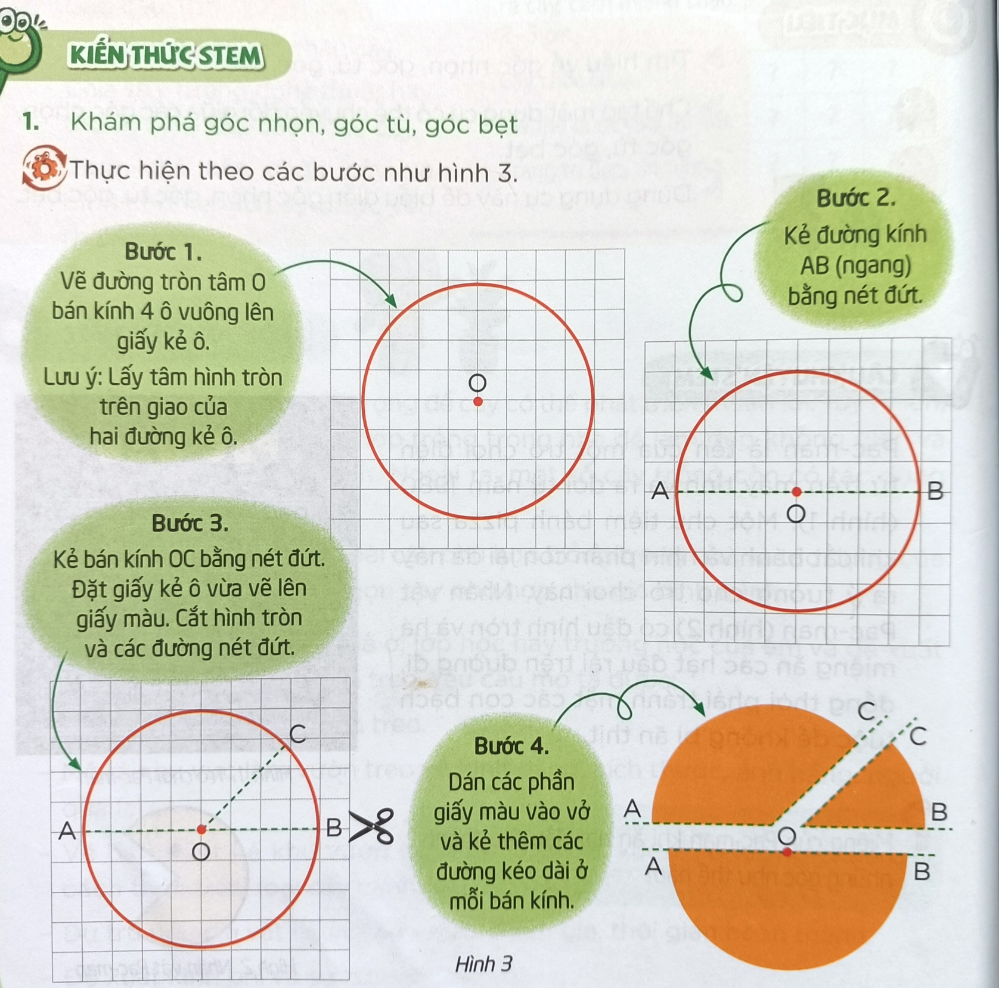 KIẾN THỨC STEM
1. Khám phá góc nhọn, góc tù, góc bẹt
Thực hiện theo các bước như hình 3.
Bước 1.
Vẽ đường tròn tâm O
bán kính 4 ô vuông lên
giấy kẻ ô.
Lưu ý: Lấy tâm hình tròn
trên giao của
hai đường kẻ ô.
O
Bước 2.
Kẻ đường kính
AB (ngang)
bằng nét đứt.
A
B
O
Bước 3.
Kẻ bán kính OC bằng nét đứt.
Đặt giấy kẻ ô vừa vẽ lên
giấy màu. Cắt hình tròn
và các đường nét đứt.
C
A
B
O
Bước 4.
Dán các phần
giấy màu vào vở
và kẻ thêm các
đường kéo dài ở
mỗi bán kính.
C
C
A
B
O
A
B
Hình 3